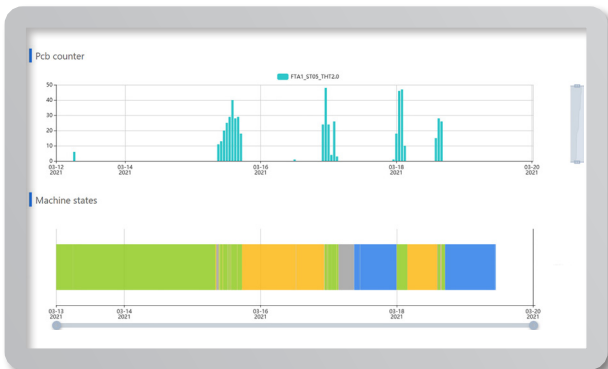 Pcb counter
FTA1_ST05_THT2.0
50
40
30
20
10
0
03-12 03-14 03-16 03-18 03-20
2021 2021 2021 2021 2021
Machine states
03-13 03-14 03-16 03-18 03-20
2021 2021 2021 2021 2021